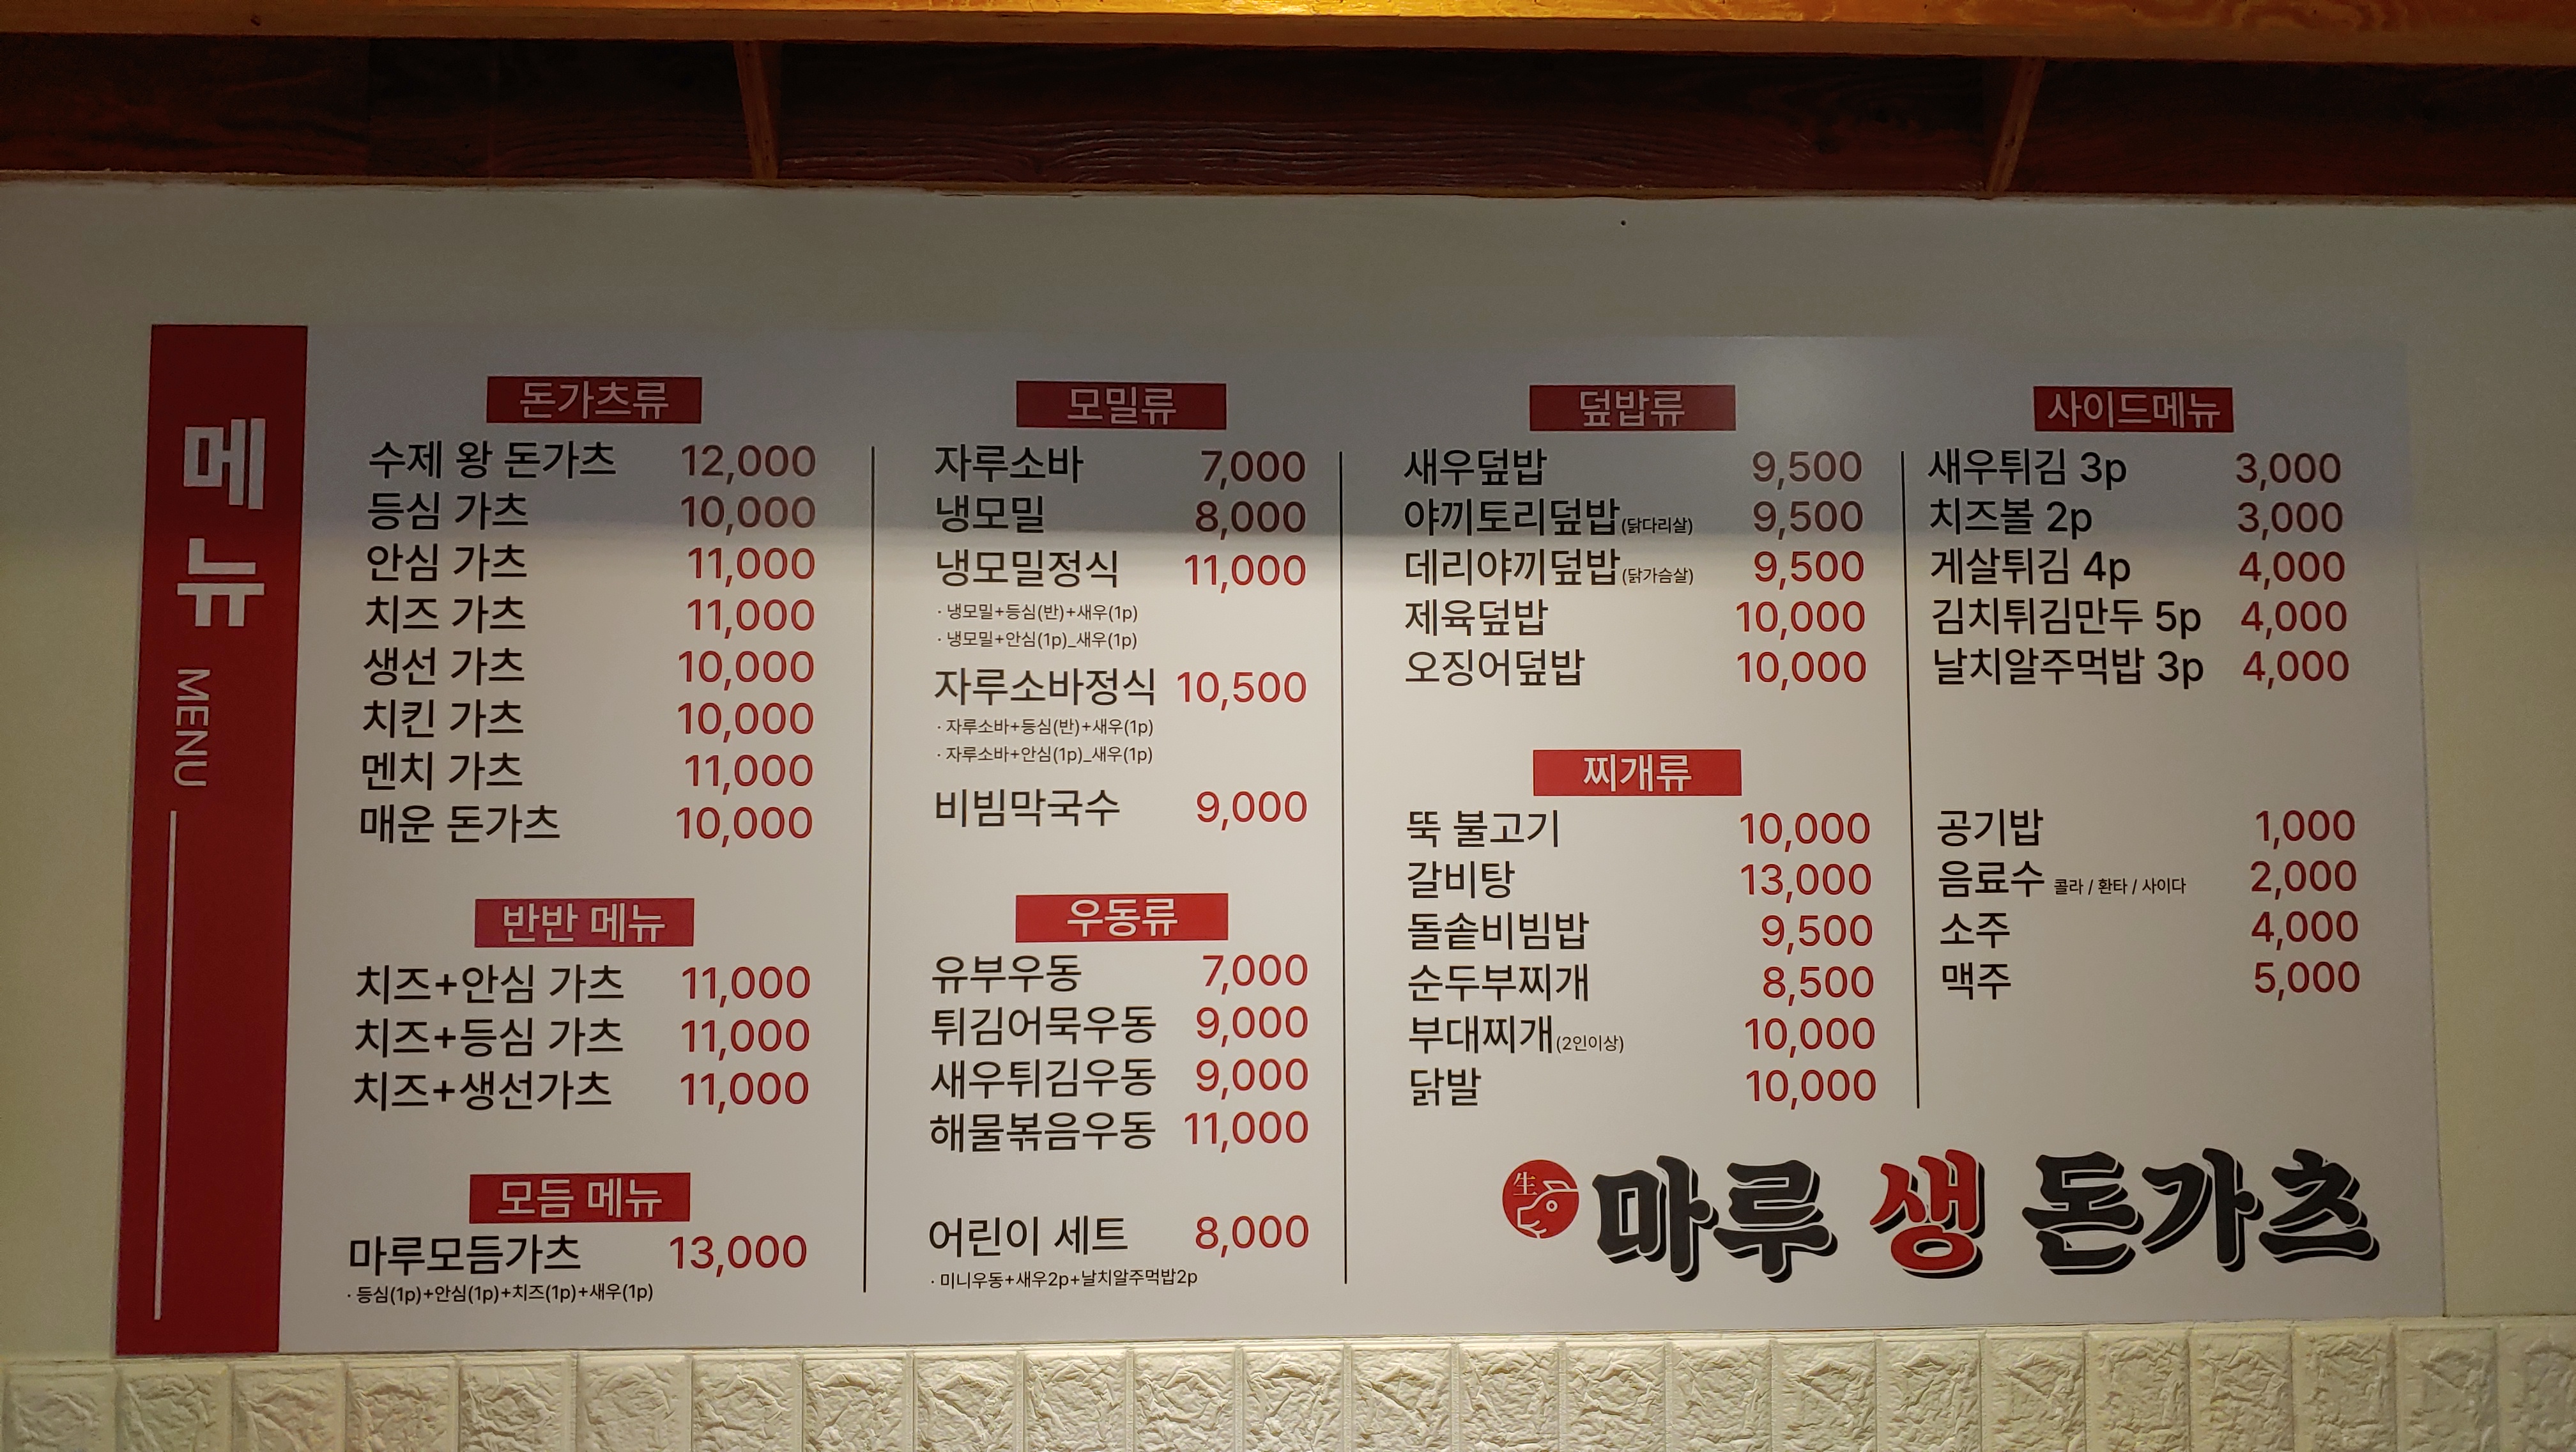 메뉴 MENU
돈가츠류
수제 왕 돈가츠 12,000
등심 가츠 10,000
안심 가츠 11,000
치즈 가츠 11,000
생선 가츠 10,000
치킨 가츠 10,000
멘치 가츠 11,000
매운 돈가츠 10,000
반반 메뉴
치즈+안심 가츠 11,000
치즈+등심 가츠 11,000
치즈+생선가츠 11,000
모듬 메뉴
마루모듬가츠 13,000
· 등심(1p)+안심(1p)+치즈(1p)+새우(1p)
모밀류
자루소바 7,000
냉모밀 8,000
냉모밀정식 11,000
· 냉모밀+등심(반)+새우(1p)
· 냉모밀+안심(1p)_새우(1p)
자루소바정식 10,500
· 자루소바+등심(반)+새우(1p)
· 자루소바+안심(1p)_새우(1p)
비빔막국수 9,000
우동류
유부우동 7,000
튀김어묵우동 9,000
새우튀김우동 9,000
해물볶음우동 11,000
어린이 세트 8,000
· 미니우동+새우2p+날치알주먹밥2p
덮밥류
새우덮밥 9,500
야끼토리덮밥(닭다리살) 9,500
데리야끼덮밥(닭가슴살) 9,500
제육덮밥 10,000
오징어덮밥 10,000
찌개류
뚝 불고기 10,000
갈비탕 13,000
돌솥비빔밥 9,500
순두부찌개 8,500
부대찌개(2인이상) 10,000
닭발 10,000
사이드메뉴
새우튀김 3p 3,000
치즈볼 2p 3,000
게살튀김 4p 4,000
김치튀김만두 5p 4,000
날치알주먹밥 3p 4,000
공기밥 1,000
음료수 콜라 / 환타 / 사이다 2,000
소주 4,000
맥주 5,000
生 마루 생 돈가츠